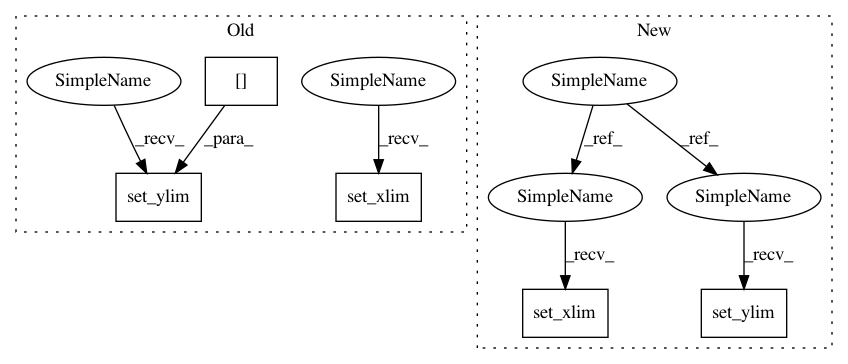 Old
New
SimpleName
[]
SimpleName
SimpleName
_recv_
_para_
_recv_
_ref_
_ref_
set_ylim
set_xlim
SimpleName
SimpleName
_recv_
_recv_
set_xlim
set_ylim